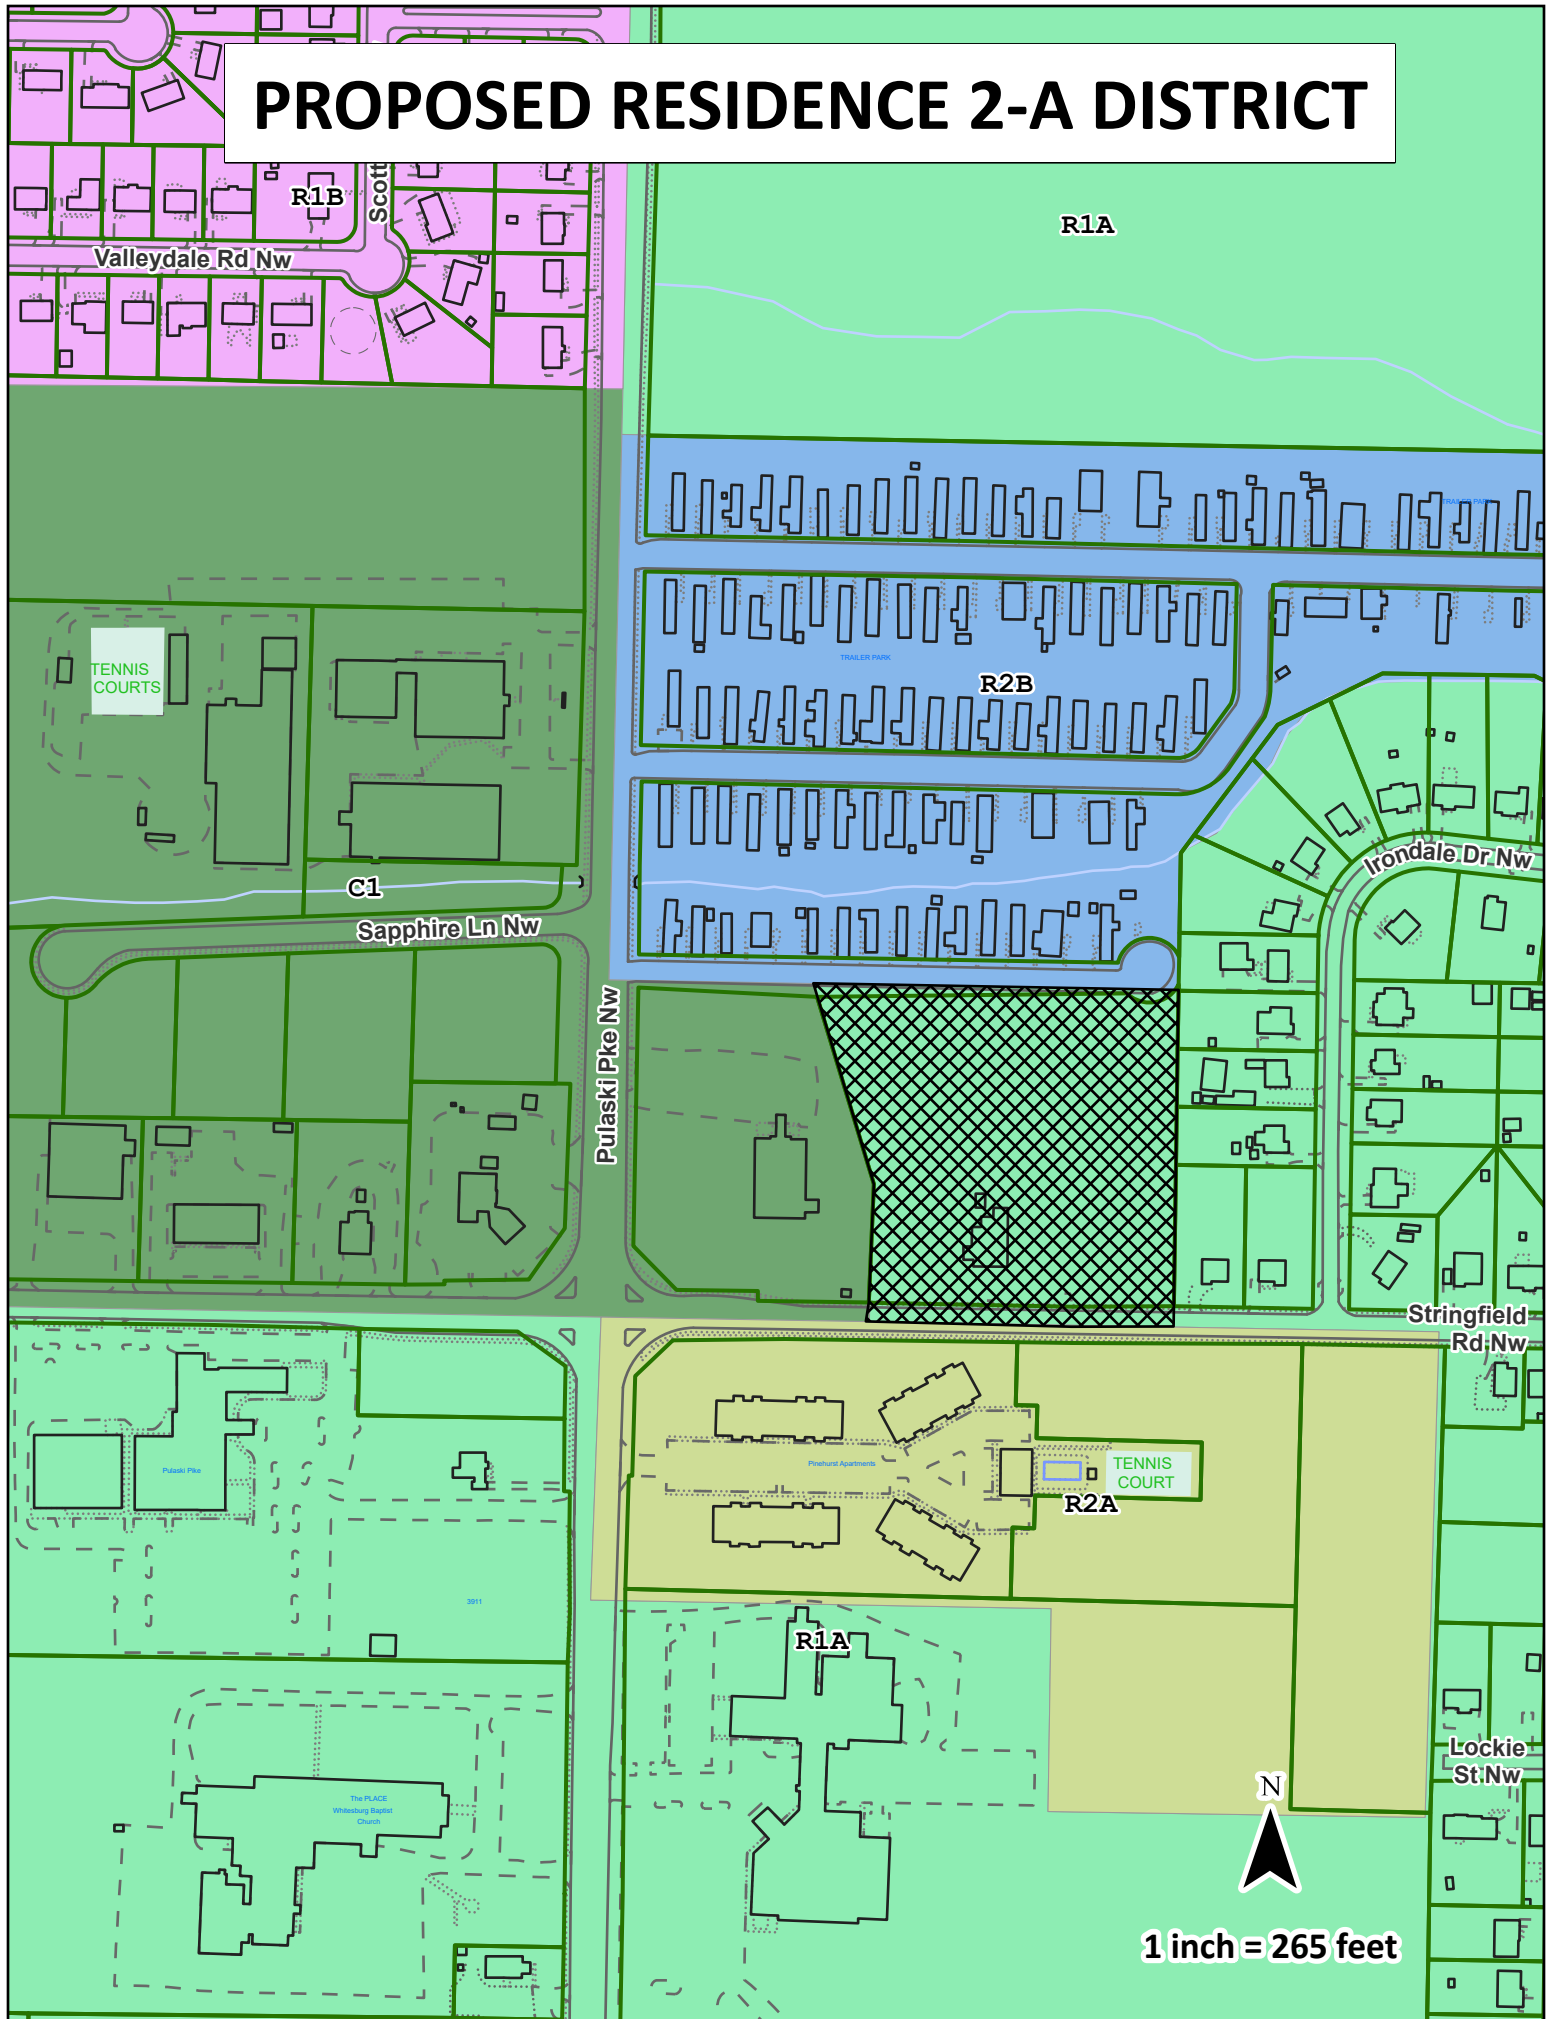 PROPOSED RESIDENCE 2-A DISTRICT
R1B
Scott
R1A
Valleydale Rd Nw
TRAILER PARK
TENNIS
COURTS
TRAILER PARK
R2B
Irondale Dr Nw
C1
Sapphire Ln Nw
Pulaski Pke Nw
Stringfield
Rd Nw
Pulaski Pike
Pinehurst Apartments
TENNIS
COURT
R2A
3911
R1A
Lockie
St Nw
The PLACE
Whitesburg Baptist
Church
N
1 inch = 265 feet